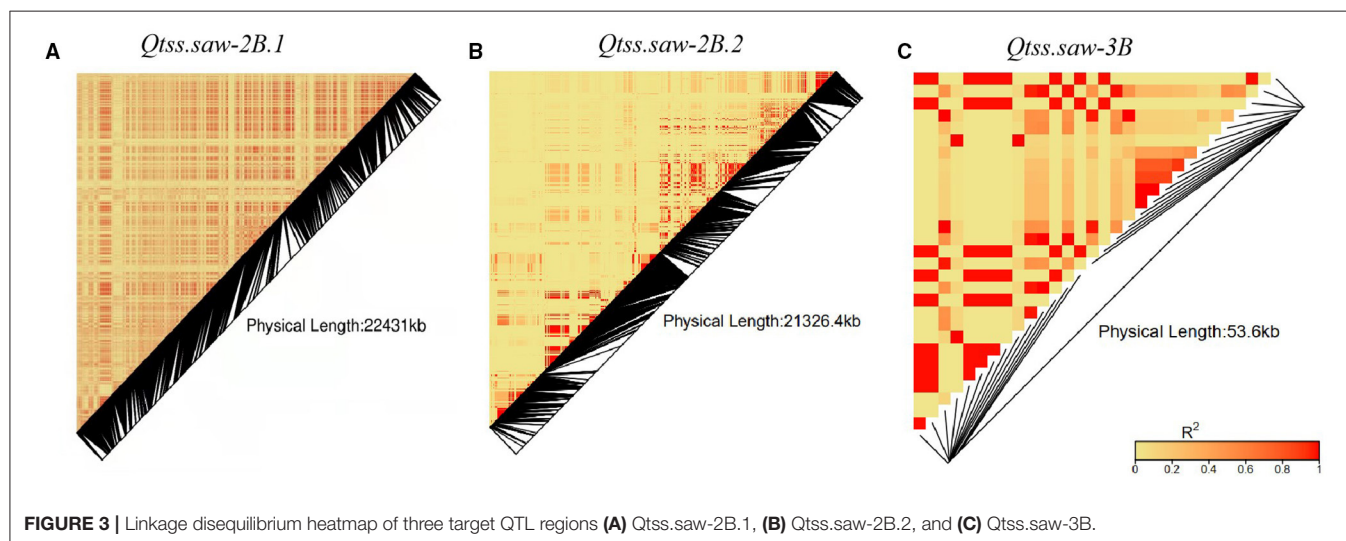 A
Qtss.saw-2B.1
B
Qtss.saw-2B.2
C
Qtss.saw-3B
Physical Length:22431kb
Physical Length:21326.4kb
Physical Length:53.6kb
R²
0 0.2 0.4 0.6 0.8 1
FIGURE 3 | Linkage disequilibrium heatmap of three target QTL regions (A) Qtss.saw-2B.1, (B) Qtss.saw-2B.2, and (C) Qtss.saw-3B.